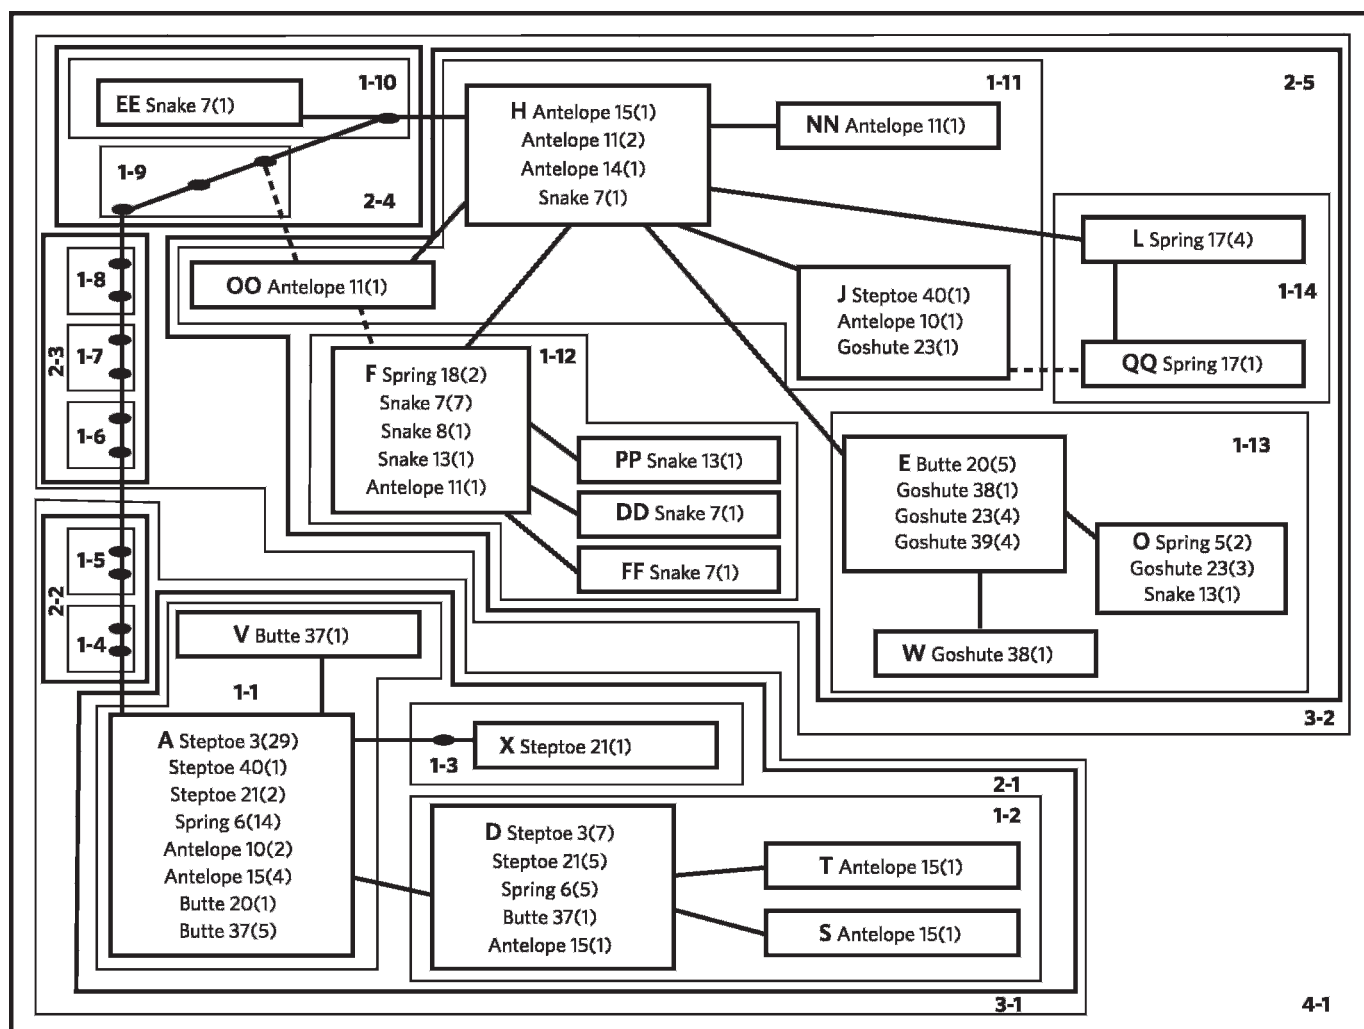 1-10
EE Snake 7(1)
1-9
2-4
1-11
2-5
H Antelope 15(1)
Antelope 11(2)
Antelope 14(1)
Snake 7(1)
NN Antelope 11(1)
OO Antelope 11(1)
L Spring 17(4)
1-14
QQ Spring 17(1)
J Steptoe 40(1)
Antelope 10(1)
Goshute 23(1)
2-3
1-8
1-7
1-6
1-12
F Spring 18(2)
Snake 7(7)
Snake 8(1)
Snake 13(1)
Antelope 11(1)
PP Snake 13(1)
DD Snake 7(1)
FF Snake 7(1)
1-13
E Butte 20(5)
Goshute 38(1)
Goshute 23(4)
Goshute 39(4)
O Spring 5(2)
Goshute 23(3)
Snake 13(1)
W Goshute 38(1)
3-2
2-2
1-5
1-4
V Butte 37(1)
1-1
A Steptoe 3(29)
Steptoe 40(1)
Steptoe 21(2)
Spring 6(14)
Antelope 10(2)
Antelope 15(4)
Butte 20(1)
Butte 37(5)
X Steptoe 21(1)
1-3
2-1
1-2
D Steptoe 3(7)
Steptoe 21(5)
Spring 6(5)
Butte 37(1)
Antelope 15(1)
T Antelope 15(1)
S Antelope 15(1)
3-1
4-1